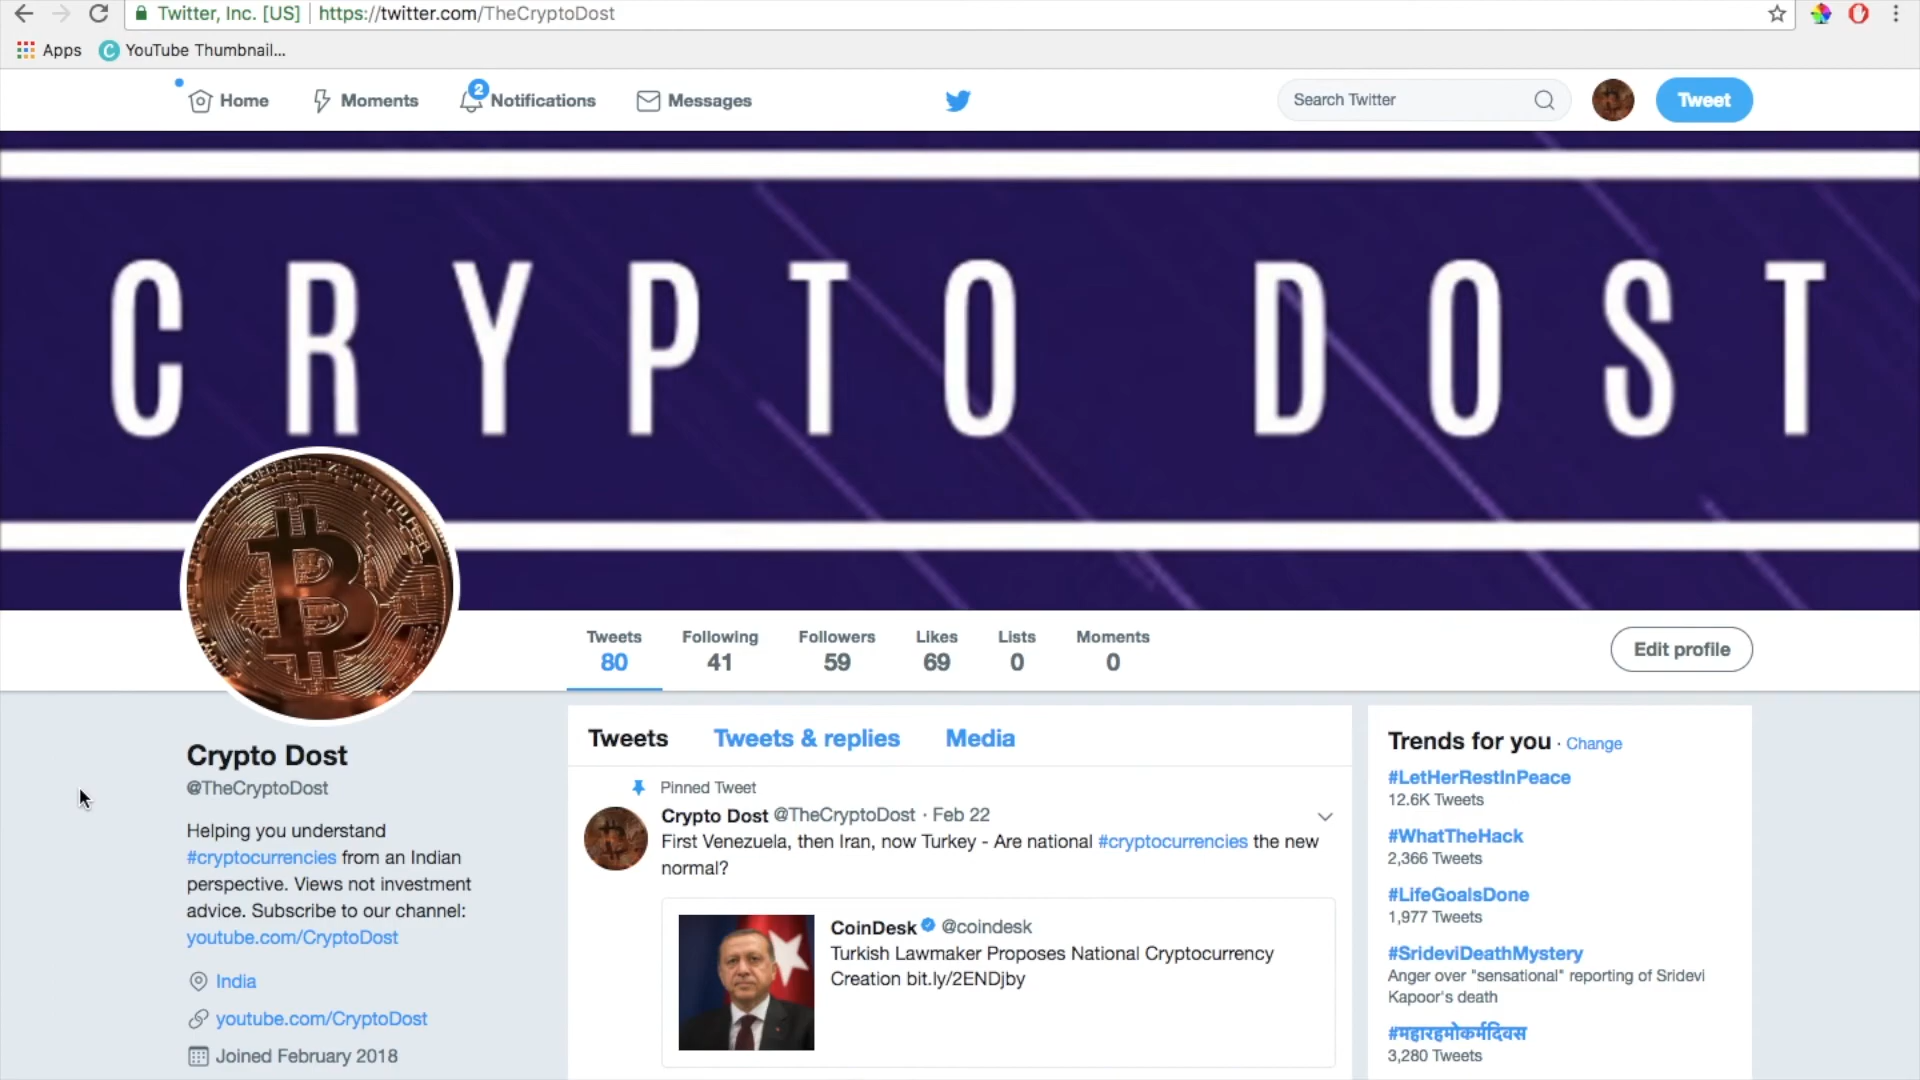 Twitter, Inc. [US] | https://twitter.com/TheCryptoDost
Apps
YouTube Thumbnail...
Home
Moments
2
Notifications
Messages
Search Twitter
Tweet
CRYPTO DOST
Tweets
80
Following
41
Followers
59
Likes
69
Lists
0
Moments
0
Edit profile
Crypto Dost
@TheCryptoDost
Helping you understand
#cryptocurrencies from an Indian
perspective. Views not investment
advice. Subscribe to our channel:
youtube.com/CryptoDost
India
youtube.com/CryptoDost
Joined February 2018
Tweets
Tweets & replies
Media
Pinned Tweet
Crypto Dost @TheCryptoDost · Feb 22
First Venezuela, then Iran, now Turkey - Are national #cryptocurrencies the new
normal?
CoinDesk @coindesk
Turkish Lawmaker Proposes National Cryptocurrency
Creation bit.ly/2ENDjby
Trends for you · Change
#LetHerRestInPeace
12.6K Tweets
#WhatTheHack
2,366 Tweets
#LifeGoalsDone
1,977 Tweets
#SrideviDeathMystery
Anger over "sensational" reporting of Sridevi
Kapoor's death
#महारहमोकर्मदिवस
3,280 Tweets